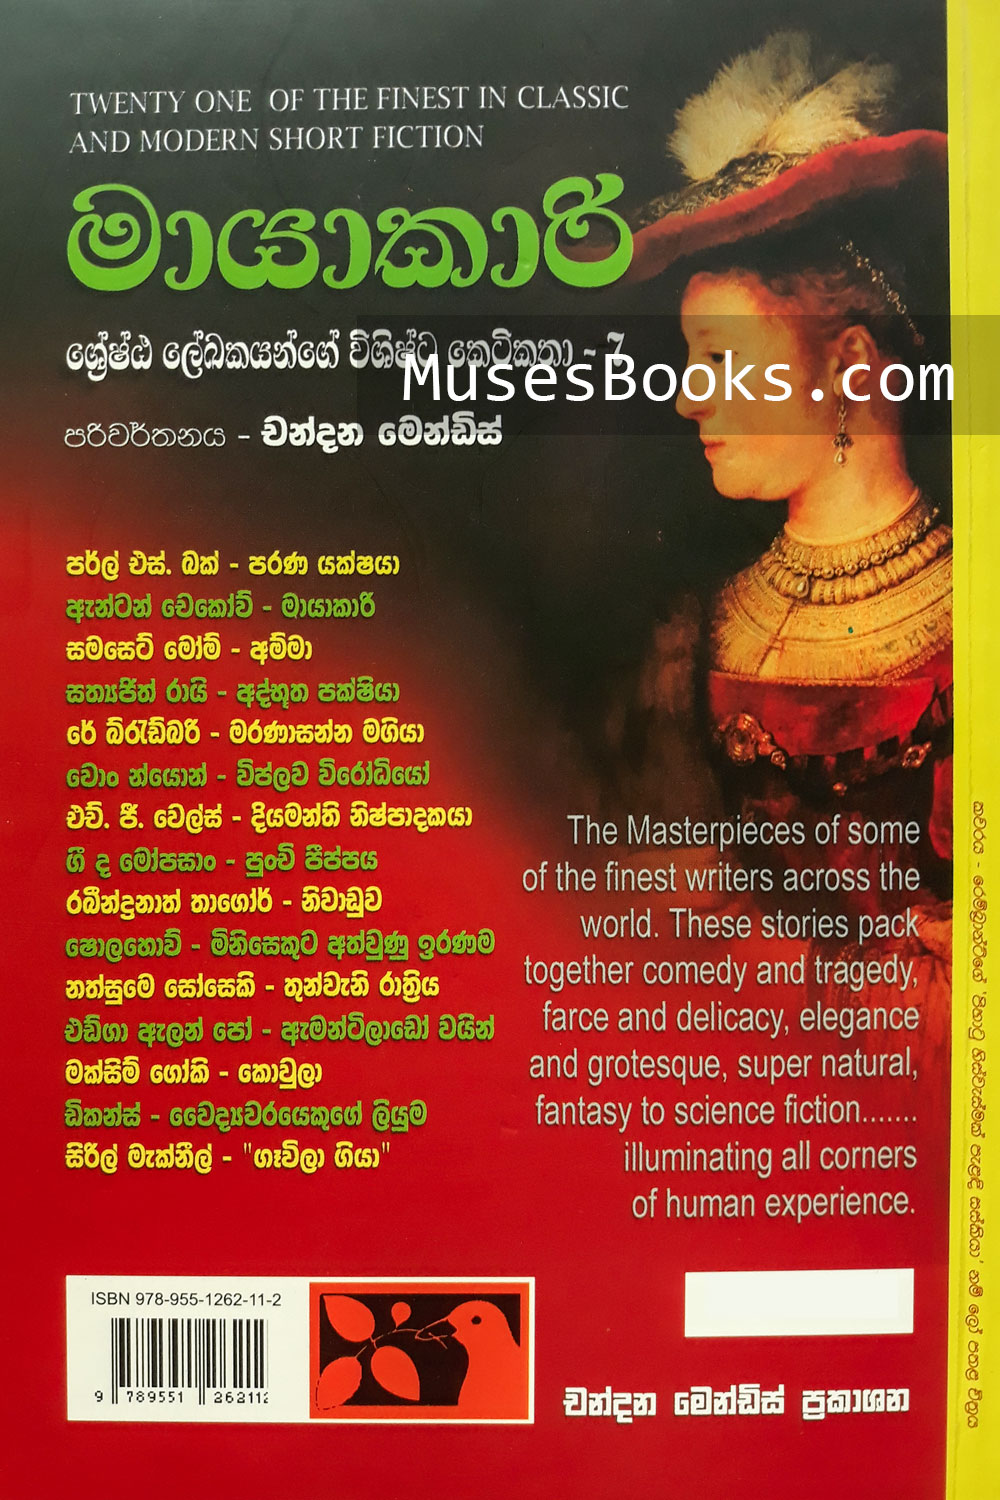 TWENTY ONE OF THE FINEST IN CLASSIC
AND MODERN SHORT FICTION
මායාකාරි
ශ්‍රේෂ්ඨ ලේඛකයන්ගේ විශිෂ්ට කෙටිකතා - 7
MusesBooks.com
පරිවර්තනය - චන්දන මෙන්ඩිස්
පර්ල් එස්. බක් - පරණ යක්ෂයා
ඇන්ටන් චෙකෝව් - මායාකාරි
සමසෙට් මෝම් - අම්මා
සත්‍යජිත් රායි - අද්භූත පක්ෂියා
රේ බ්රැඩ්බරි - මරණාසන්න මගියා
වොං න්යොන් - විප්ලව විරෝධියෝ
එච්. ජී. වෙල්ස් - දියමන්ති නිෂ්පාදකයා
ගී ද මෝපසාං - පුංචි පීප්පය
රබීන්ද්‍රනාත් තාගෝර් - නිවාඩුව
ෂොලහොව් - මිනිසෙකුට අත්වුණු ඉරණම
නත්සුමෙ සෝසෙකි - තුන්වැනි රාත්‍රිය
එඩ්ගා ඇලන් පෝ - ඇමන්ටිලාඩෝ වයින්
මක්සිම් ගෝකි - කොවුලා
ඩිකන්ස් - වෛද්‍යවරයෙකුගේ ලියුම
සිරිල් මැක්නීල් - "ගෑවිලා ගියා"
The Masterpieces of some
of the finest writers across the
world. These stories pack
together comedy and tragedy,
farce and delicacy, elegance
and grotesque, super natural,
fantasy to science fiction.......
illuminating all corners
of human experience.
ISBN 978-955-1262-11-2
9 789551 262112
චන්දන මෙන්ඩිස් ප්‍රකාශන
කවරය - රෙම්බ්‍රාන්ට්ගේ
නම් ලෝ පතළ චිත්‍රය